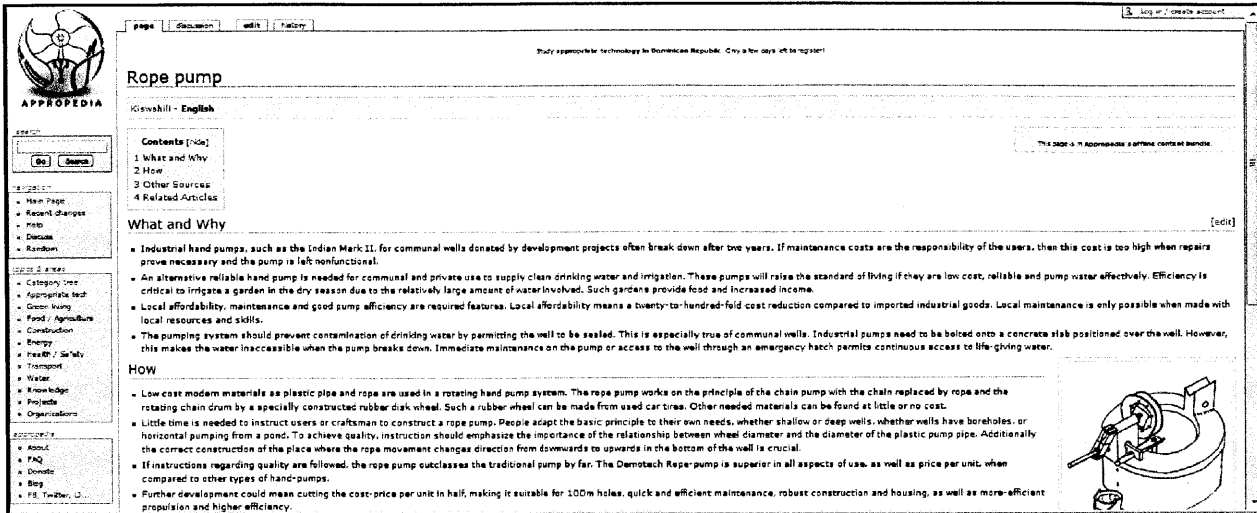 Log in / create account
page discussion edit history
Study appropriate technology in Dominican Republic. Only a few days left to register!
APPROPEDIA
Rope pump
Kiswahili - English
search
Go Search
Contents [hide]
1 What and Why
2 How
3 Other Sources
4 Related Articles
This page is in Appropedia's offline content bundle.
navigation
Main Page
Recent changes
Help
Discuss
Random
topics & areas
Category tree
Appropriate tech
Green living
Food / Agriculture
Construction
Energy
Health / Safety
Transport
Water
Knowledge
Projects
Organizations
appropedia
About
FAQ
Donate
Blog
FB, Twitter,
What and Why [edit]
Industrial hand pumps, such as the Indian Mark II, for communal wells donated by development projects often break down after two years. If maintenance costs are the responsibility of the users, then this cost is too high when repairs
prove necessary and the pump is left nonfunctional.
An alternative reliable hand pump is needed for communal and private use to supply clean drinking water and irrigation. These pumps will raise the standard of living if they are low cost, reliable and pump water effectively. Efficiency is
critical to irrigate a garden in the dry season due to the relatively large amount of water involved. Such gardens provide food and increased income.
Local affordability, maintenance and good pump efficiency are required features. Local affordability means a twenty-to-hundred-fold cost reduction compared to imported industrial goods. Local maintenance is only possible when made with
local resources and skills.
The pumping system should prevent contamination of drinking water by permitting the well to be sealed. This is especially true of communal wells. Industrial pumps need to be bolted onto a concrete slab positioned over the well. However,
this makes the water inaccessible when the pump breaks down. Immediate maintenance on the pump or access to the well through an emergency hatch permits continuous access to life-giving water.
How
Low cost modern materials as plastic pipe and rope are used in a rotating hand pump system. The rope pump works on the principle of the chain pump with the chain replaced by rope and the
rotating chain drum by a specially constructed rubber disk wheel. Such a rubber wheel can be made from used car tires. Other needed materials can be found at little or no cost.
Little time is needed to instruct users or craftsman to construct a rope pump. People adapt the basic principle to their own needs, whether shallow or deep wells, whether wells have boreholes, or
horizontal pumping from a pond. To achieve quality, instruction should emphasize the importance of the relationship between wheel diameter and the diameter of the plastic pump pipe. Additionally
the correct construction of the place where the rope movement changes direction from downwards to upwards in the bottom of the well is crucial.
If instructions regarding quality are followed, the rope pump outclasses the traditional pump by far. The Demotech Rope-pump is superior in all aspects of use, as well as price per unit, when
compared to other types of hand-pumps.
Further development could mean cutting the cost-price per unit in half, making it suitable for 100m holes, quick and efficient maintenance, robust construction and housing, as well as more-efficient
propulsion and higher efficiency.